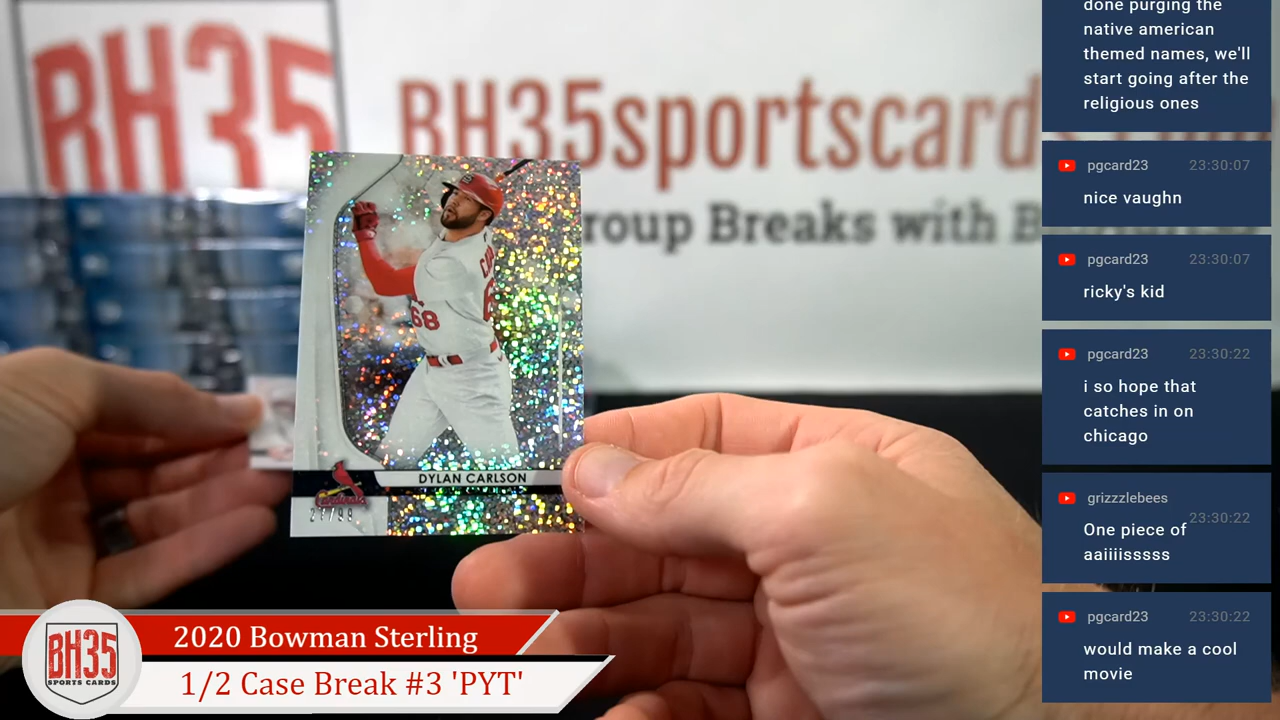 BH35
BH35sportscard
roup Breaks with B
68
DYLAN CARLSON
Cardinals
/99
BH35
SPORTS CARDS
2020 Bowman Sterling
1/2 Case Break #3 'PYT'
done purging the
native american
themed names, we'll
start going after the
religious ones
pgcard23 23:30:07
nice vaughn
pgcard23 23:30:07
ricky's kid
pgcard23 23:30:22
i so hope that
catches in on
chicago
grizzzlebees
23:30:22
One piece of
aaiiiisssss
pgcard23 23:30:22
would make a cool
movie